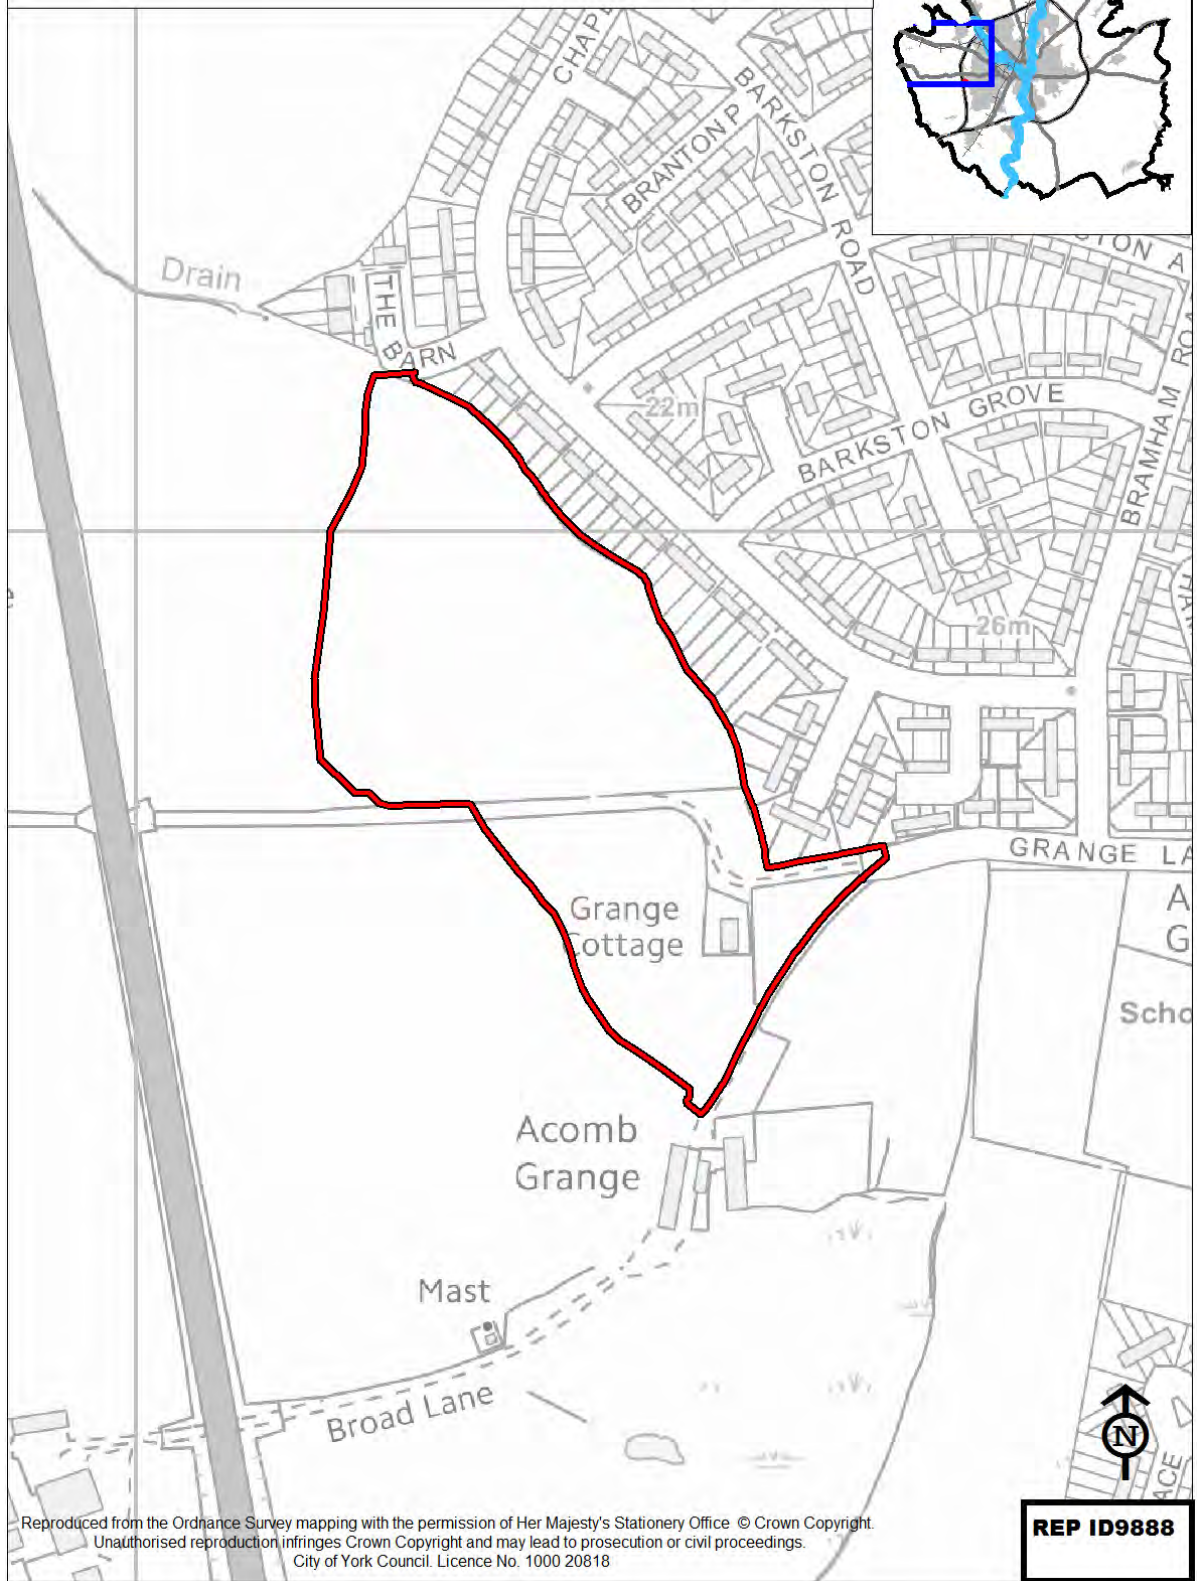 BARKSTON ROAD
BRANTON P
Drain
THE BARN
22m
BARKSTON GROVE
BRAMHAM ROA
26m
GRANGE LA
Grange
Cottage
Acomb
Grange
Mast
Broad Lane
N
Reproduced from the Ordnance Survey mapping with the permission of Her Majesty's Stationery Office © Crown Copyright.
Unauthorised reproduction infringes Crown Copyright and may lead to prosecution or civil proceedings.
City of York Council. Licence No. 1000 20818
REP ID9888